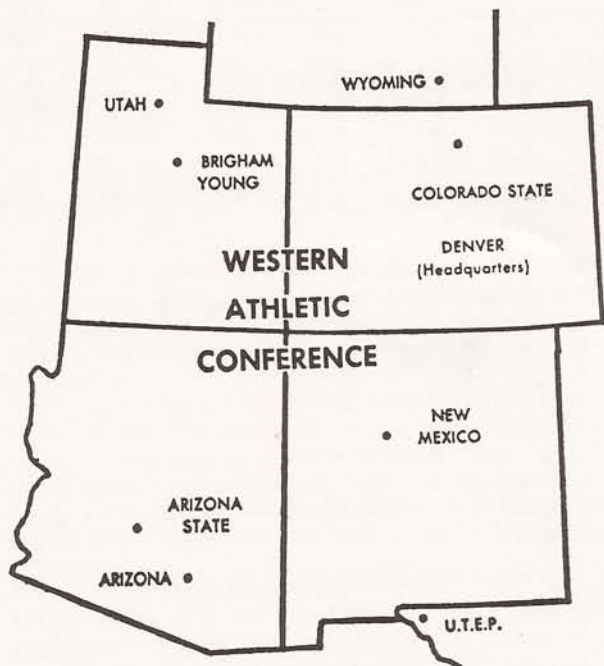 WYOMING
UTAH
BRIGHAM
YOUNG
COLORADO STATE
DENVER
(Headquarters)
WESTERN
ATHLETIC
CONFERENCE
NEW
MEXICO
ARIZONA
STATE
ARIZONA
U.T.E.P.